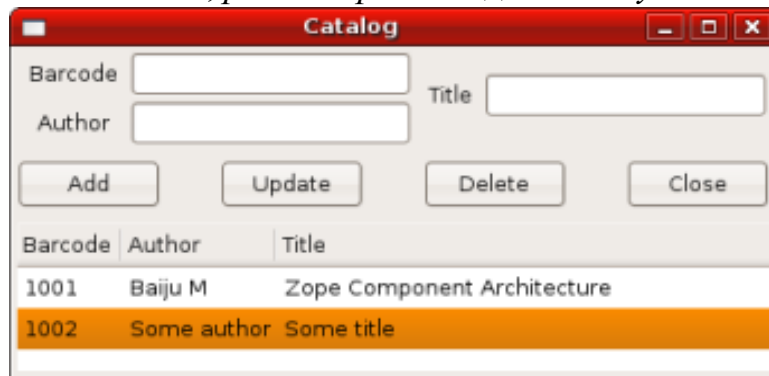 Catalog
Barcode
Title
Author
Add Update Delete Close
Barcode Author Title
1001 Baiju M Zope Component Architecture
1002 Some author Some title